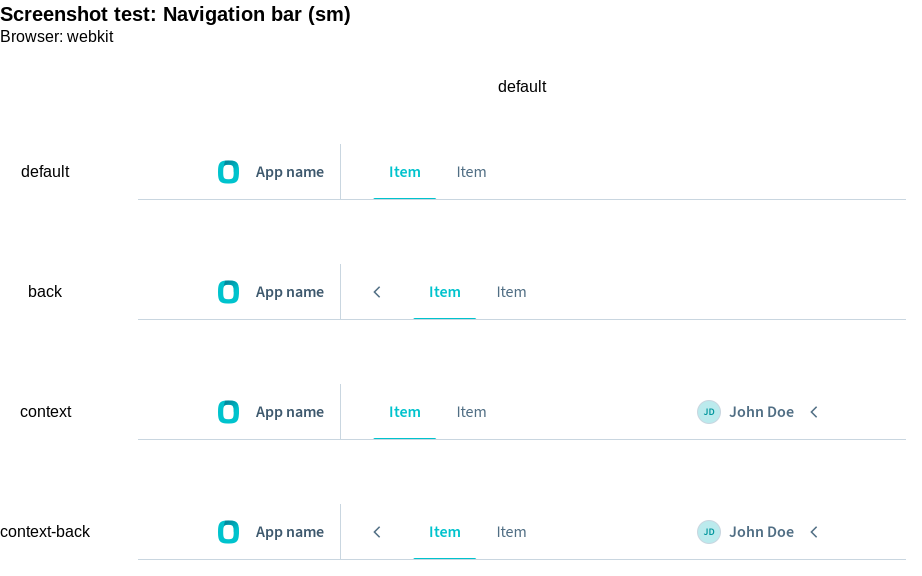 Screenshot test: Navigation bar (sm)
Browser: webkit
default
default App name Item Item
back App name Item Item
context App name Item Item JD John Doe
context-back App name Item Item JD John Doe